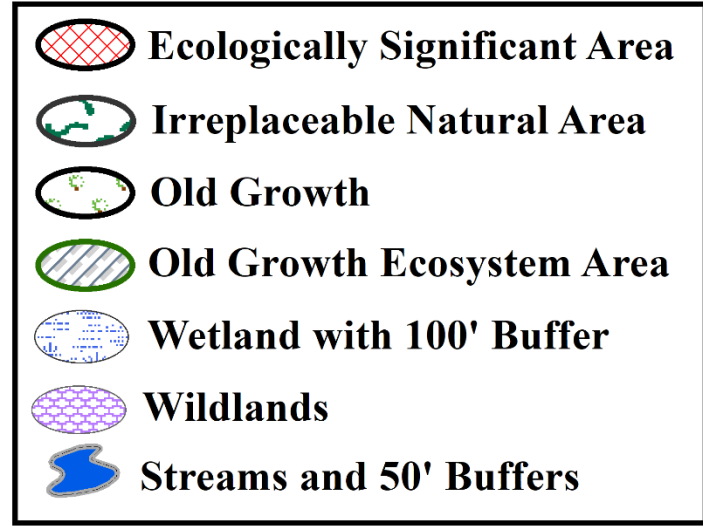 Ecologically Significant Area
Irreplaceable Natural Area
Old Growth
Old Growth Ecosystem Area
Wetland with 100' Buffer
Wildlands
Streams and 50' Buffers